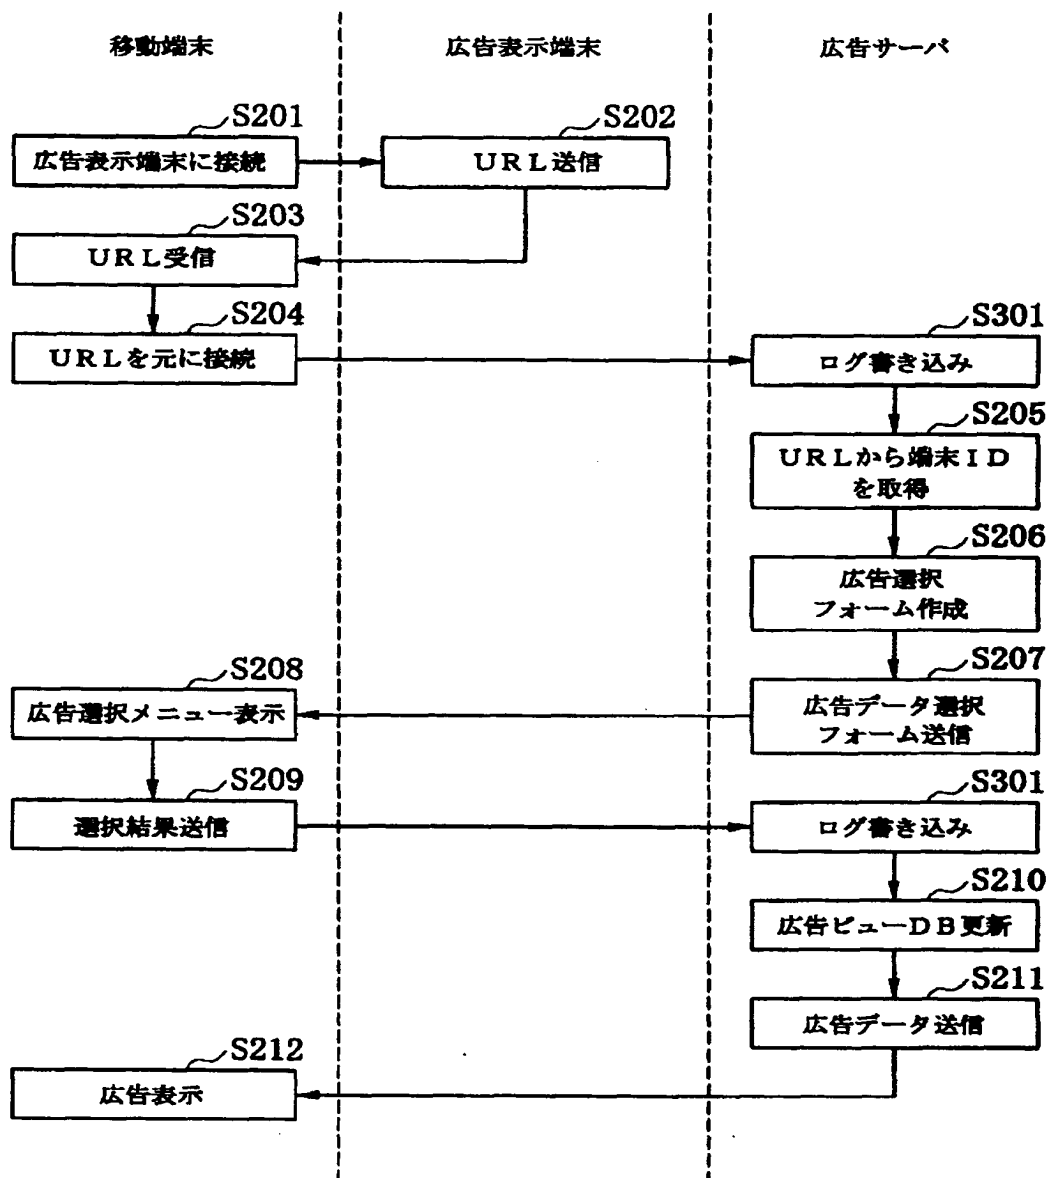 移動端末
広告表示端末
広告サーバ
S201
広告表示端末に接続
S202
URL送信
S203
URL受信
S204
URLを元に接続
S301
ログ書き込み
S205
URLから端末ID
を取得
S206
広告選択
フォーム作成
S207
広告データ選択
フォーム送信
S208
広告選択メニュー表示
S209
選択結果送信
S301
ログ書き込み
S210
広告ビューDB更新
S211
広告データ送信
S212
広告表示